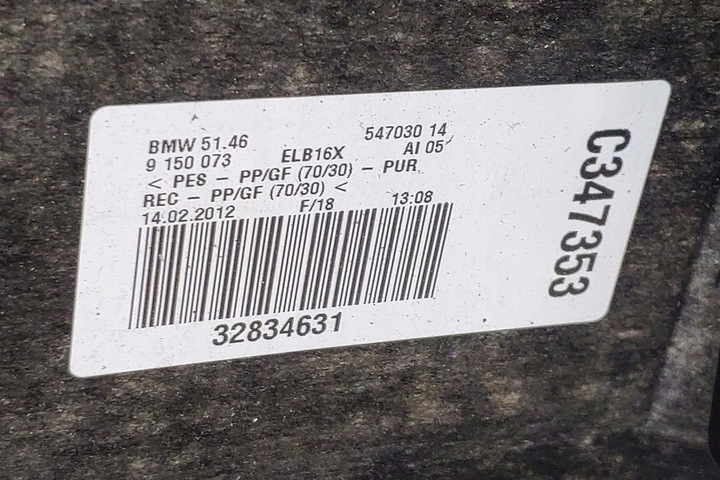 BMW 51.46 547030 14
9 150 073 ELB16X AI 05
< PES - PP/GF (70/30) - PUR
REC - PP/GF (70/30) <
14.02.2012 F/18 13:08
32834631
C347353